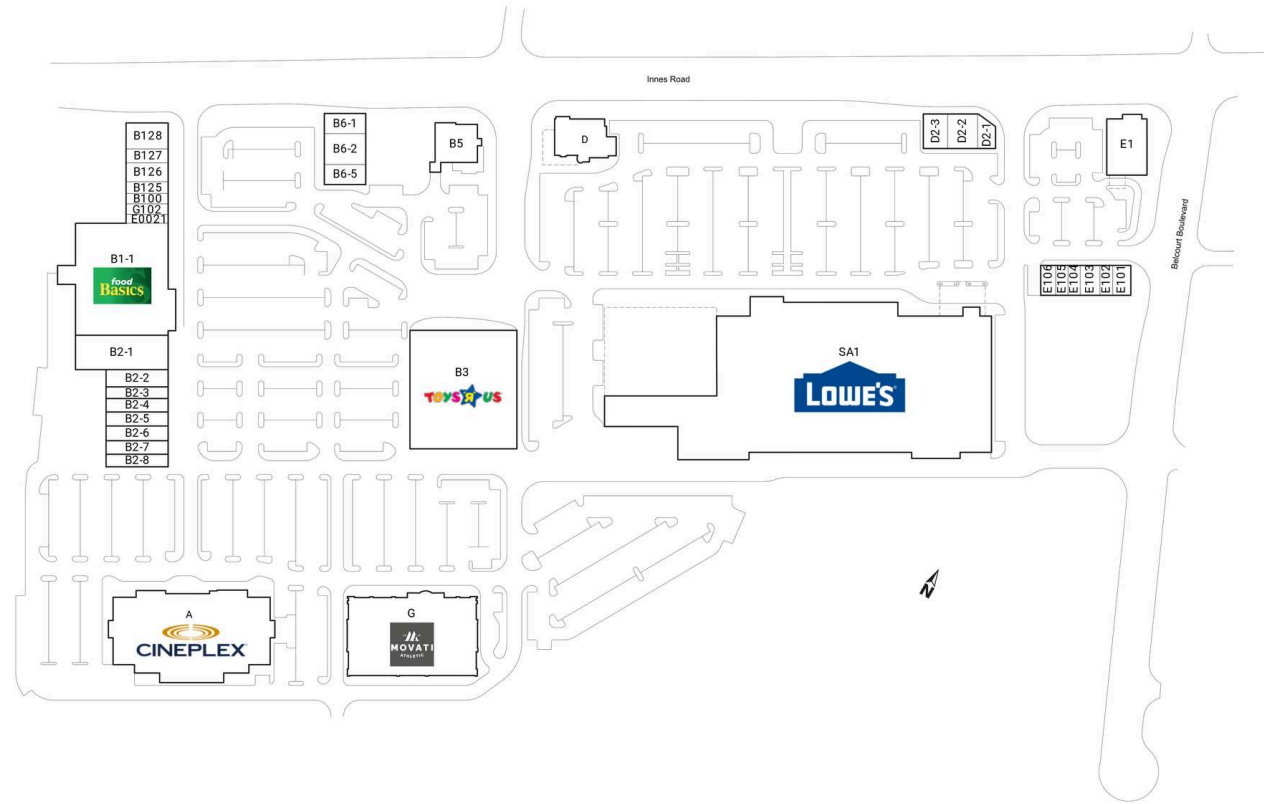 Innes Road
B128
B127
B126
B125
B100
G102
E0021
B1-1
food
Basics
B2-1
B2-2
B2-3
B2-4
B2-5
B2-6
B2-7
B2-8
B6-1
B6-2
B6-5
B5
D
D2-3
D2-2
D2-1
E1
Belcourt Boulevard
E106
E105
E104
E103
E102
E101
B3
TOYS R US
SA1
LOWE'S
A
CINEPLEX
G
MOVATI
ATHLETIC
N